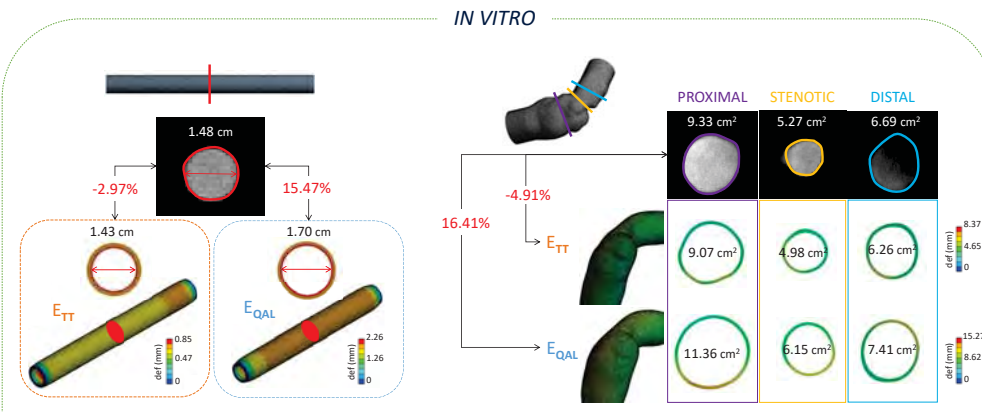 IN VITRO
1.48 cm
-2.97%
15.47%
1.43 cm
1.70 cm
E_TT
E_QAL
0.85
0.47
0
def (mm)
2.26
1.26
0
def (mm)
PROXIMAL
STENOTIC
DISTAL
9.33 cm²
5.27 cm²
6.69 cm²
-4.91%
16.41%
E_TT
9.07 cm²
4.98 cm²
6.26 cm²
8.37
4.65
0
def (mm)
E_QAL
11.36 cm²
6.15 cm²
7.41 cm²
15.27
8.62
0
def (mm)